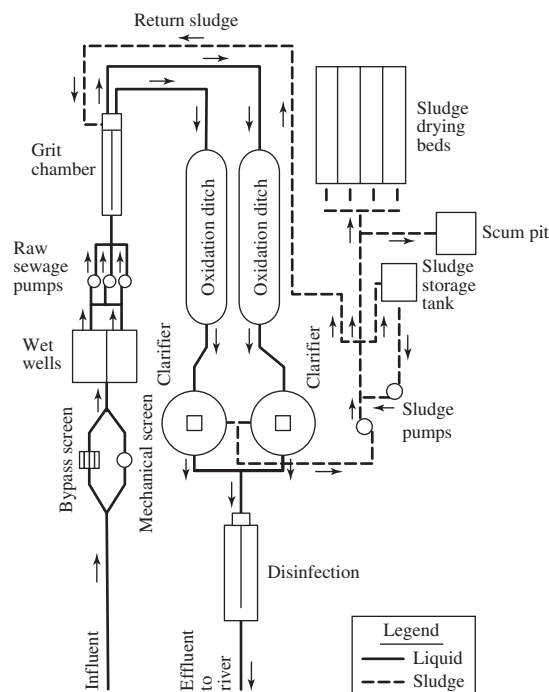 Return sludge
Sludge
drying
beds
Grit
chamber
Oxidation ditch
Oxidation ditch
Scum pit
Raw
sewage
pumps
Sludge
storage
tank
Wet
wells
Clarifier
Clarifier
Bypass screen
Mechanical screen
Sludge
pumps
Disinfection
Influent
Effluent
to
river
Legend
Liquid
Sludge